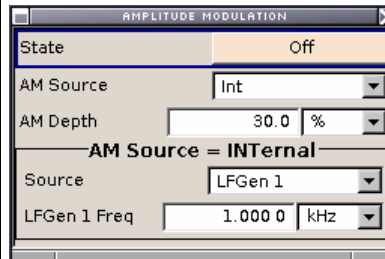 AMPLITUDE MODULATION
State Off
AM Source Int
AM Depth 30.0 %
AM Source = INTernal
Source LFGen 1
LFGen 1 Freq 1.000 0 kHz